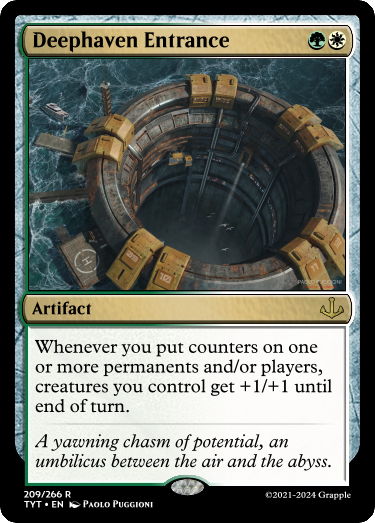 Deephaven Entrance
Artifact
Whenever you put counters on one
or more permanents and/or players,
creatures you control get +1/+1 until
end of turn.
A yawning chasm of potential, an
umbilicus between the air and the abyss.
209/266 R
TYT • EN Paolo Puggioni
©2021-2024 Grapple